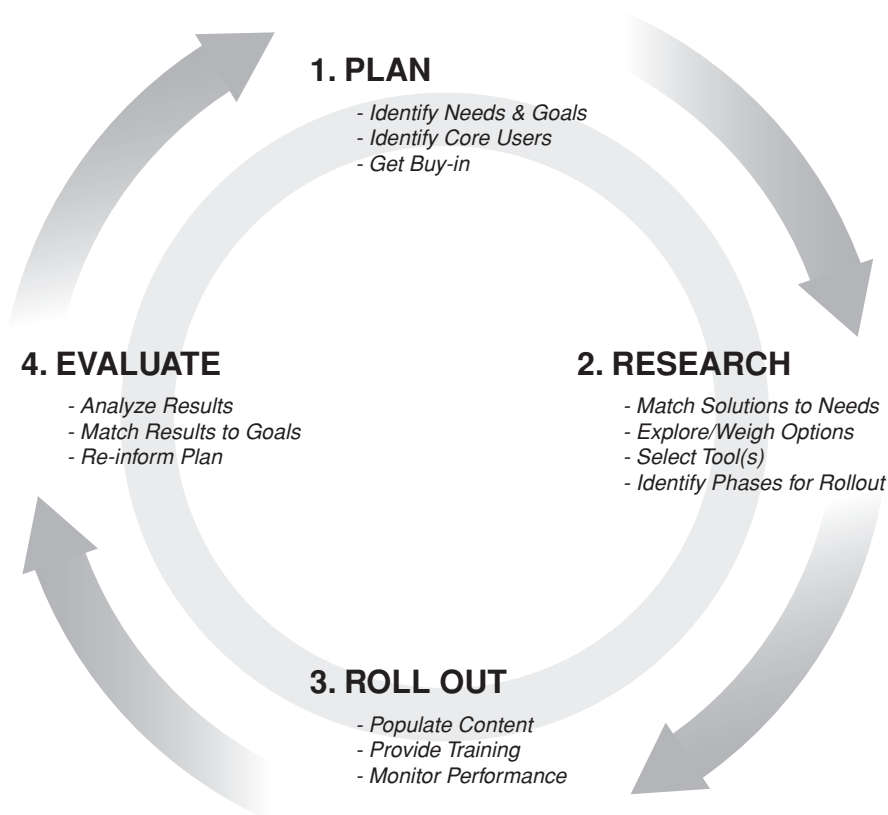 1. PLAN
- Identify Needs & Goals
- Identify Core Users
- Get Buy-in
2. RESEARCH
- Match Solutions to Needs
- Explore/Weigh Options
- Select Tool(s)
- Identify Phases for Rollout
3. ROLL OUT
- Populate Content
- Provide Training
- Monitor Performance
4. EVALUATE
- Analyze Results
- Match Results to Goals
- Re-inform Plan